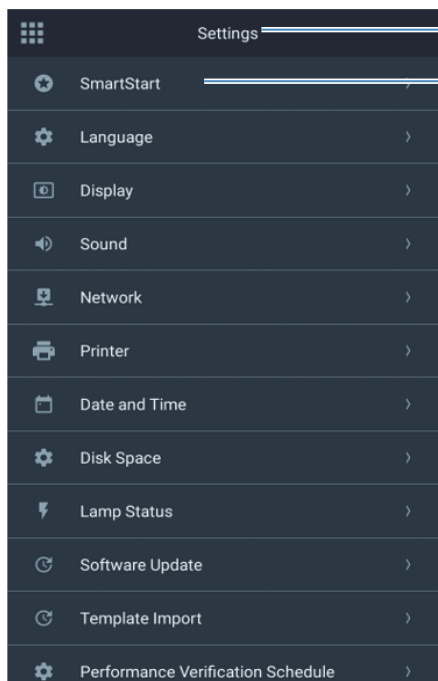 Settings
SmartStart
Language
Display
Sound
Network
Printer
Date and Time
Disk Space
Lamp Status
Software Update
Template Import
Performance Verification Schedule